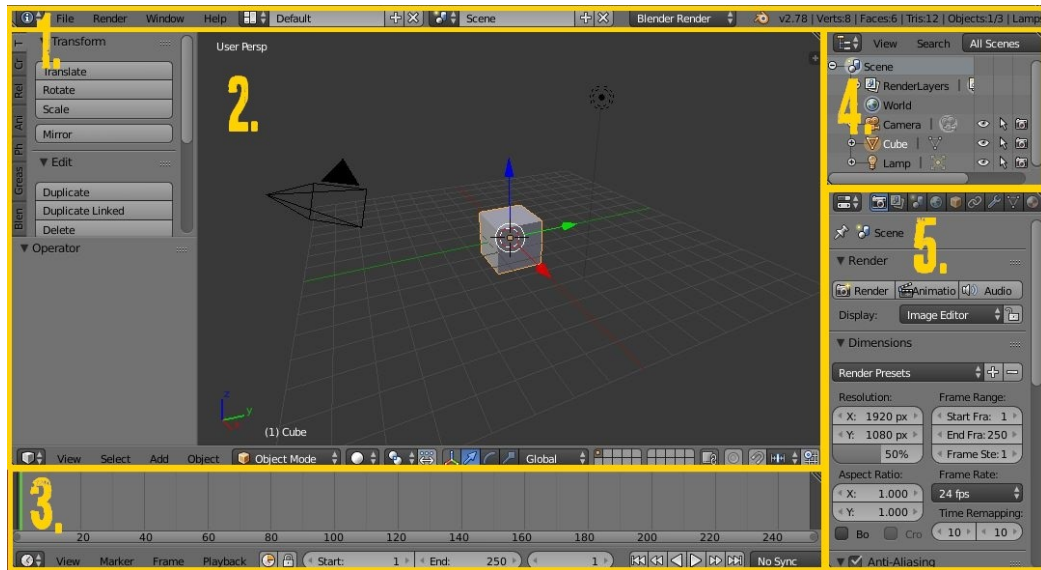 1. File Render Window Help Default Scene Blender Render v2.78 | Verts:8 | Faces:6 | Tris:12 | Objects:1/3 | Lamp
T
Cr
Rel
Ani
Ph
Greas
Blen
Transform
Translate
Rotate
Scale
Mirror
Edit
Duplicate
Duplicate Linked
Delete
Operator
User Persp
2.
z
y
(1) Cube
View Select Add Object Object Mode Global
3.
20 40 60 80 100 120 140 160 180 200 220 240
View Marker Frame Playback Start: 1 End: 250 1 No Sync
4.
View Search All Scenes
Scene
RenderLayers |
World
Camera |
Cube |
Lamp |
5.
Scene
Render
Render Animatio Audio
Display: Image Editor
Dimensions
Render Presets
Resolution: Frame Range:
X: 1920 px Start Fra: 1
Y: 1080 px End Fra: 250
50% Frame Ste: 1
Aspect Ratio: Frame Rate:
X: 1.000 24 fps
Y: 1.000 Time Remapping:
Bo Cro 10 10
Anti-Aliasing